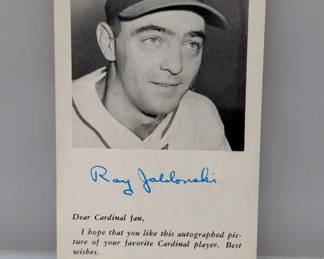 Ray Jablonski
Dear Cardinal fan,
I hope that you like this autographed pic-
ture of your favorite Cardinal player. Best
wishes.